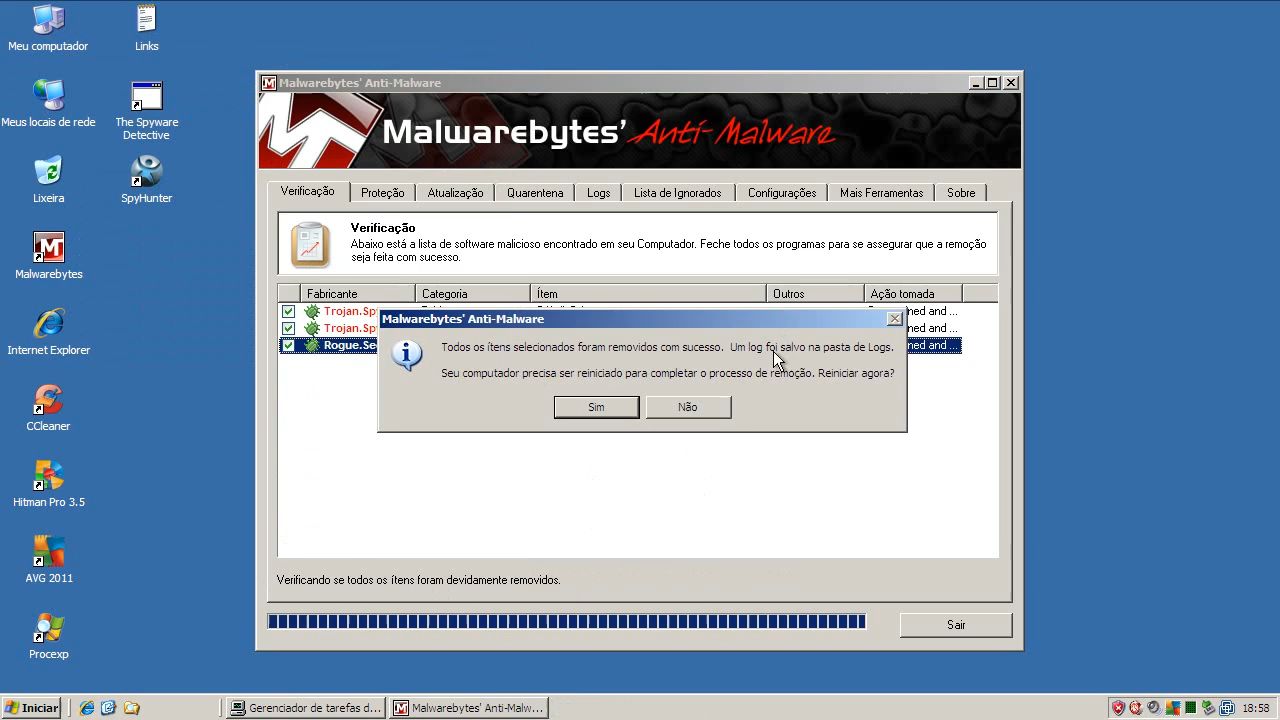 Meu computador
Links
Meus locais de rede
The Spyware
Detective
Lixeira
SpyHunter
Malwarebytes
Internet Explorer
CCleaner
Hitman Pro 3.5
AVG 2011
Procexp
Malwarebytes' Anti-Malware
Malwarebytes' Anti-Malware
Verificação Proteção Atualização Quarentena Logs Lista de Ignorados Configurações Mais Ferramentas Sobre
Verificação
Abaixo está a lista de software malicioso encontrado em seu Computador. Feche todos os programas para se assegurar que a remoção
seja feita com sucesso.
Fabricante Categoria Ítem Outros Ação tomada
Trojan.Sp
Trojan.Sp
Rogue.Se
ned and ...
ned and ...
ned and ...
Malwarebytes' Anti-Malware
Todos os ítens selecionados foram removidos com sucesso. Um log foi salvo na pasta de Logs.
Seu computador precisa ser reiniciado para completar o processo de remoção. Reiniciar agora?
Sim Não
Verificando se todos os ítens foram devidamente removidos.
Sair
Iniciar Gerenciador de tarefas d... Malwarebytes' Anti-Malw... 18:58